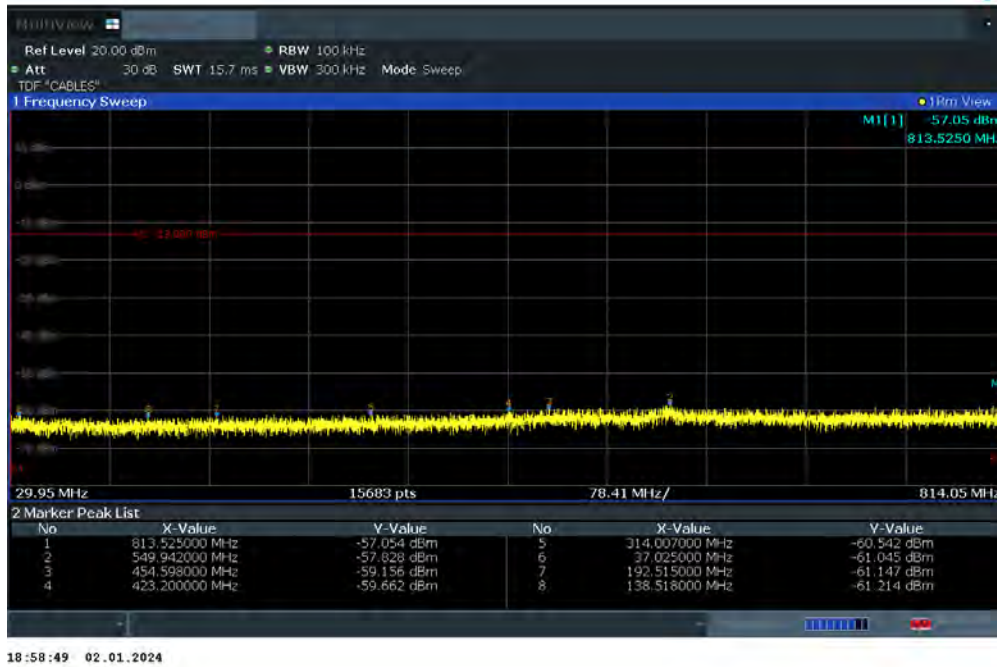 MultiView
Ref Level 20.00 dBm RBW 100 kHz
Att 30 dB SWT 15.7 ms VBW 300 kHz Mode Sweep
TDF "CABLES"
1 Frequency Sweep 1Rm View
M1[1] -57.05 dBm
813.5250 MHz
0 dBm
29.95 MHz 15683 pts 78.41 MHz/ 814.05 MHz
2 Marker Peak List
No X-Value Y-Value No X-Value Y-Value
1 813.525000 MHz -57.054 dBm 5 314.007000 MHz -60.542 dBm
2 549.942000 MHz -57.828 dBm 6 37.025000 MHz -61.045 dBm
3 454.598000 MHz -59.156 dBm 7 192.515000 MHz -61.147 dBm
4 423.200000 MHz -59.662 dBm 8 138.518000 MHz -61.214 dBm
18:58:49 02.01.2024